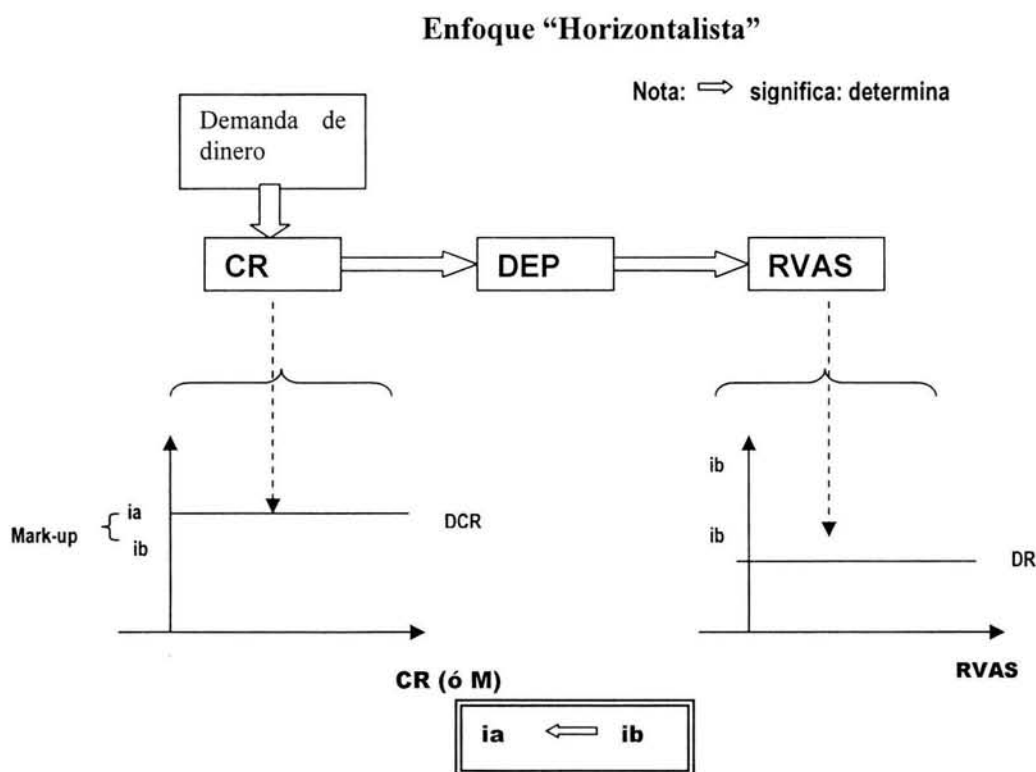 Enfoque “Horizontalista”
Nota: ⇨ significa: determina
Demanda de
dinero
CR
DEP
RVAS
ib
ia
Mark-up
ib
DCR
ib
DR
CR (ó M)
RVAS
ia ⇦ ib